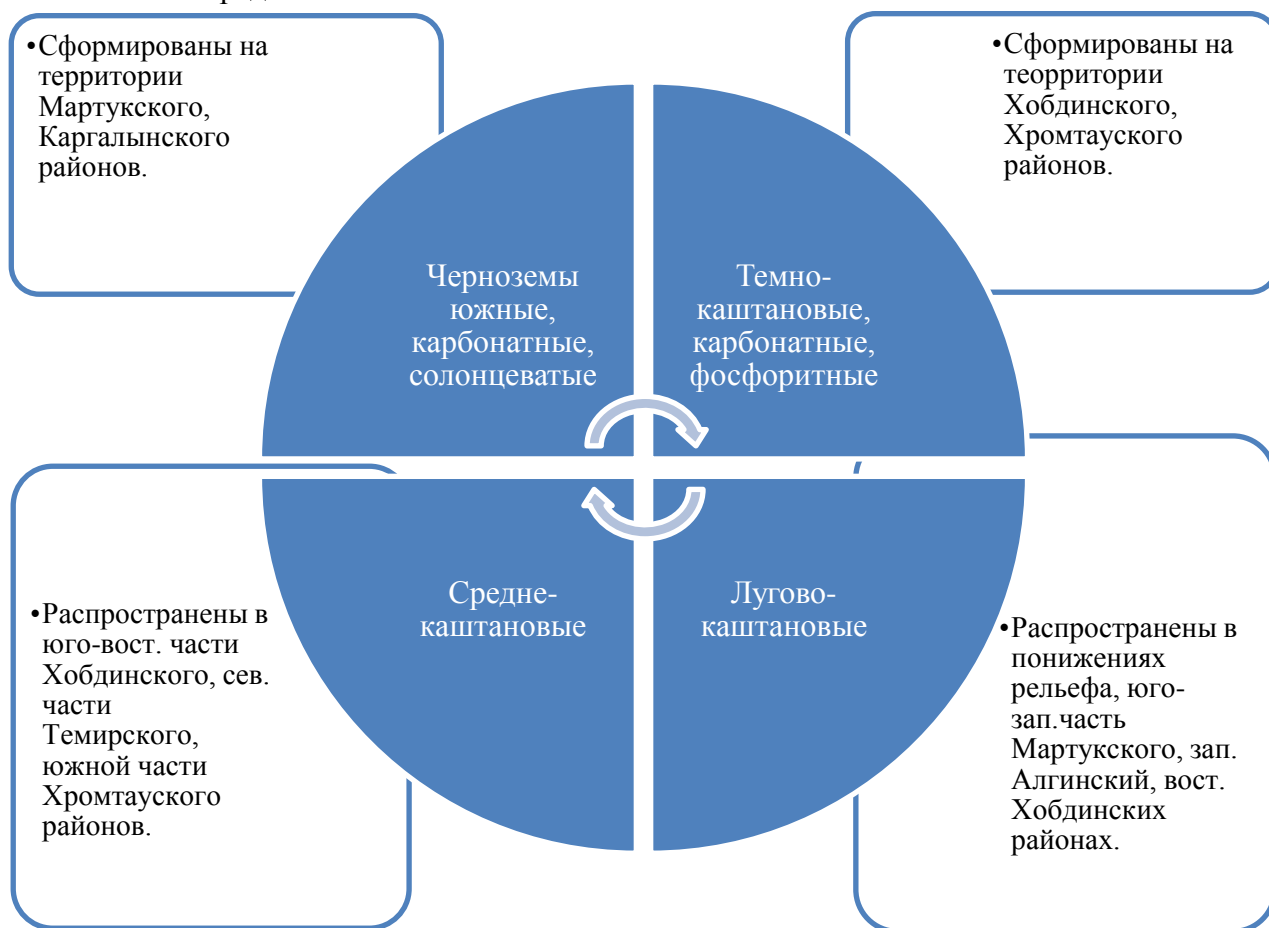 •Сформированы на
территории
Мартукского,
Каргалынского
районов.
•Сформированы на
теорритории
Хобдинского,
Хромтауского
районов.
Черноземы
южные,
карбонатные,
солонцеватые
Темно-
каштановые,
карбонатные,
фосфоритные
Средне-
каштановые
Лугово-
каштановые
•Распространены в
юго-вост. части
Хобдинского, сев.
части
Темирского,
южной части
Хромтауского
районов.
•Распространены в
понижениях
рельефа, юго-
зап.часть
Мартукского, зап.
Алгинский, вост.
Хобдинских
районах.